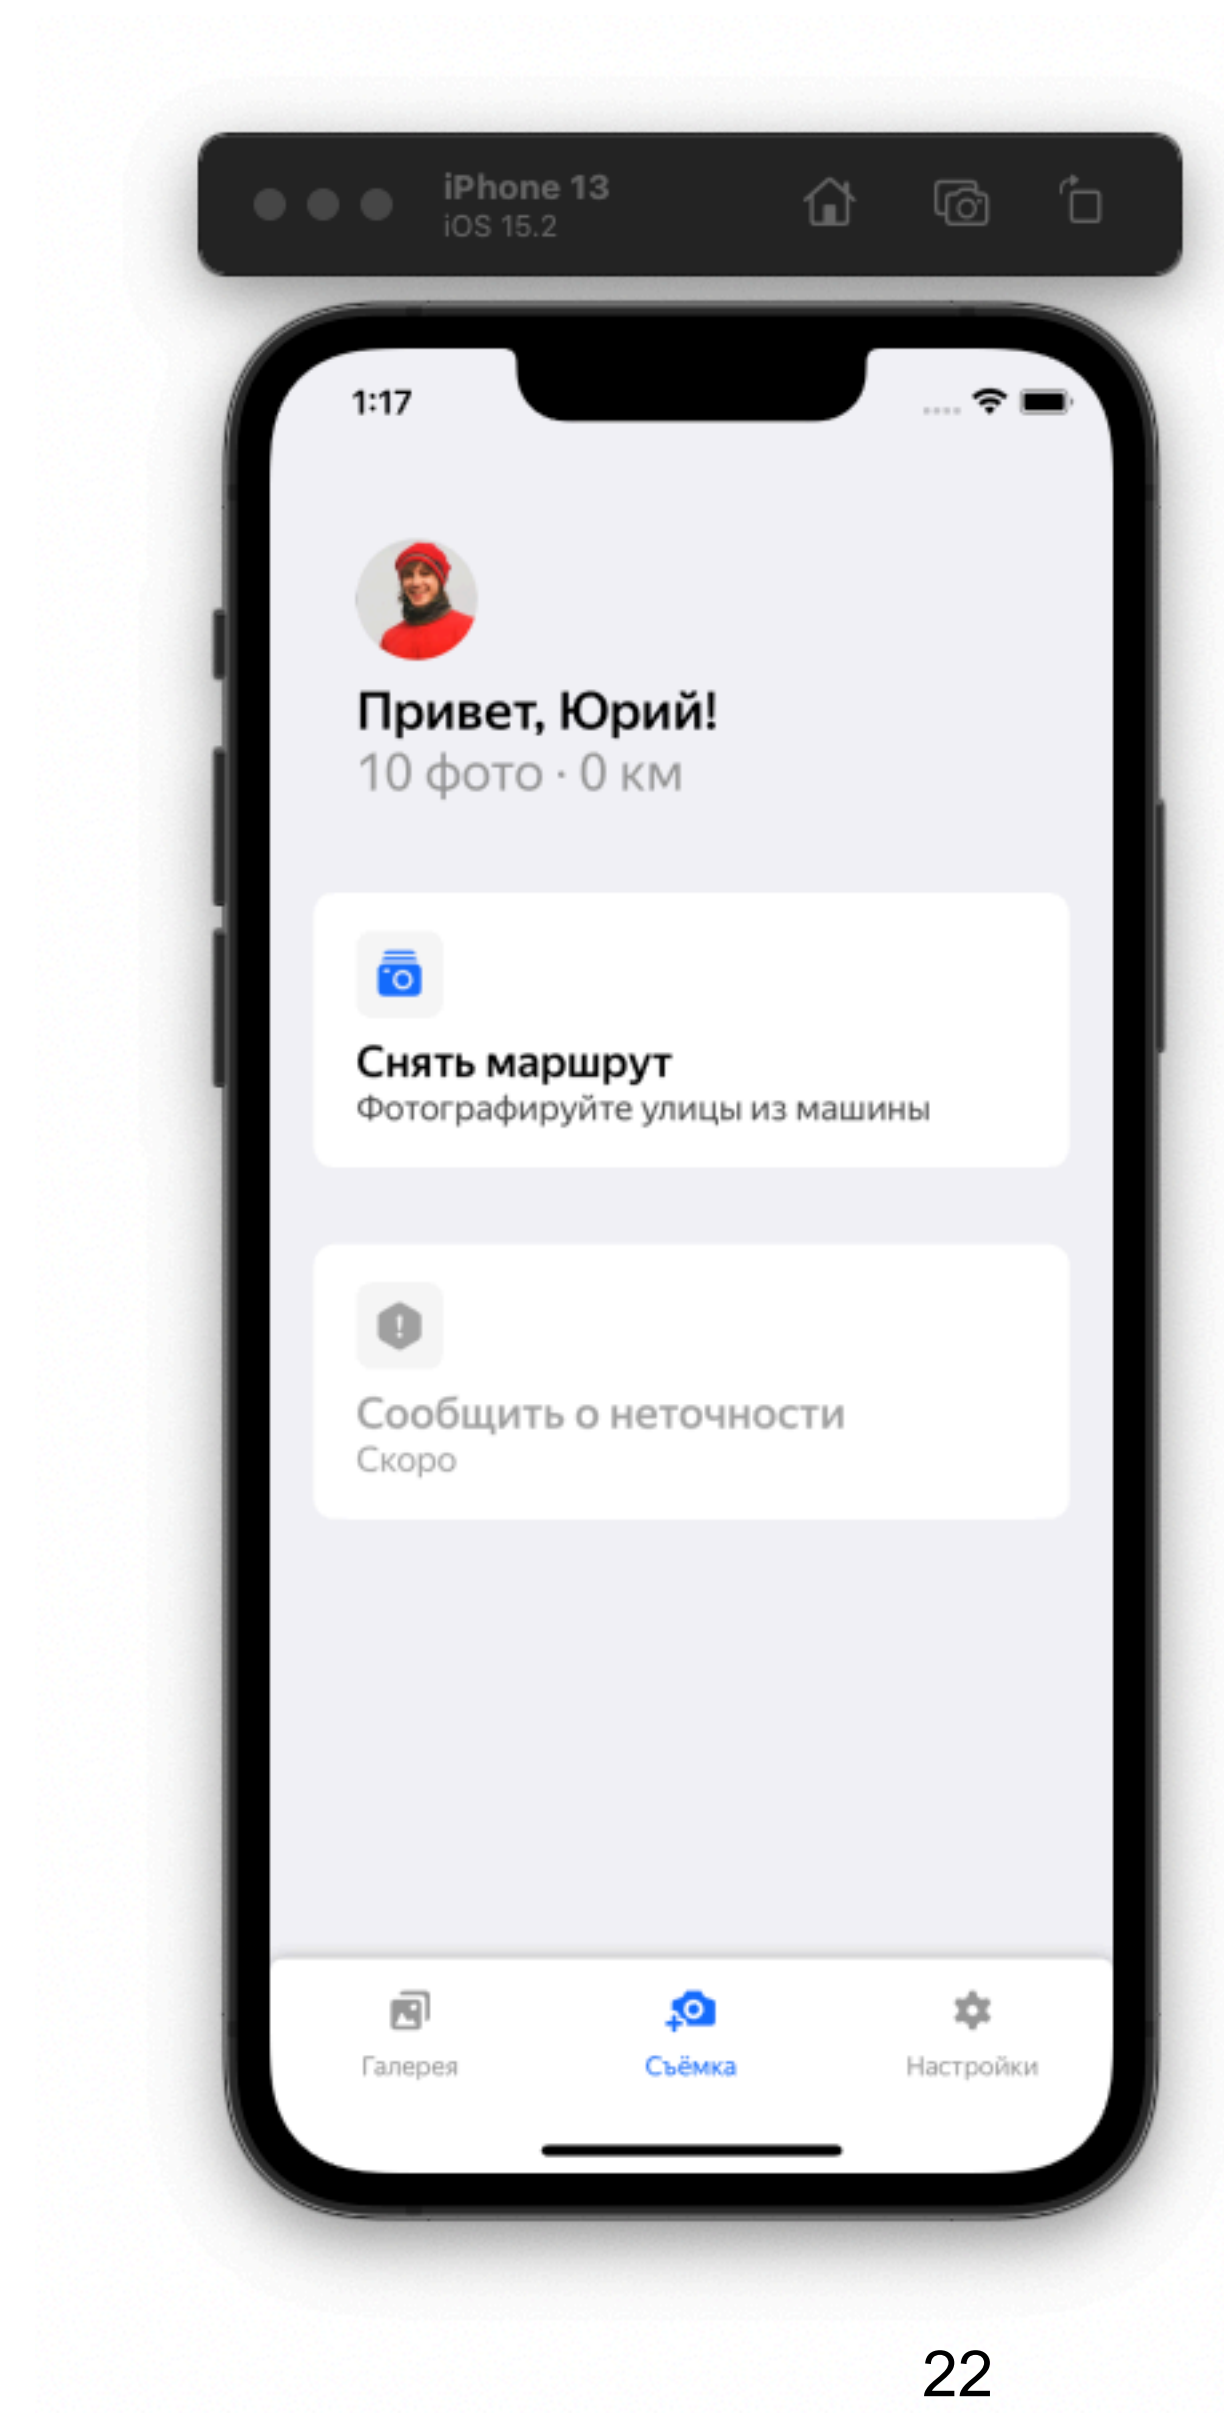 iPhone 13
iOS 15.2
1:17
Привет, Юрий!
10 фото · 0 км
Снять маршрут
Фотографируйте улицы из машины
Сообщить о неточности
Скоро
Галерея
Съёмка
Настройки
22